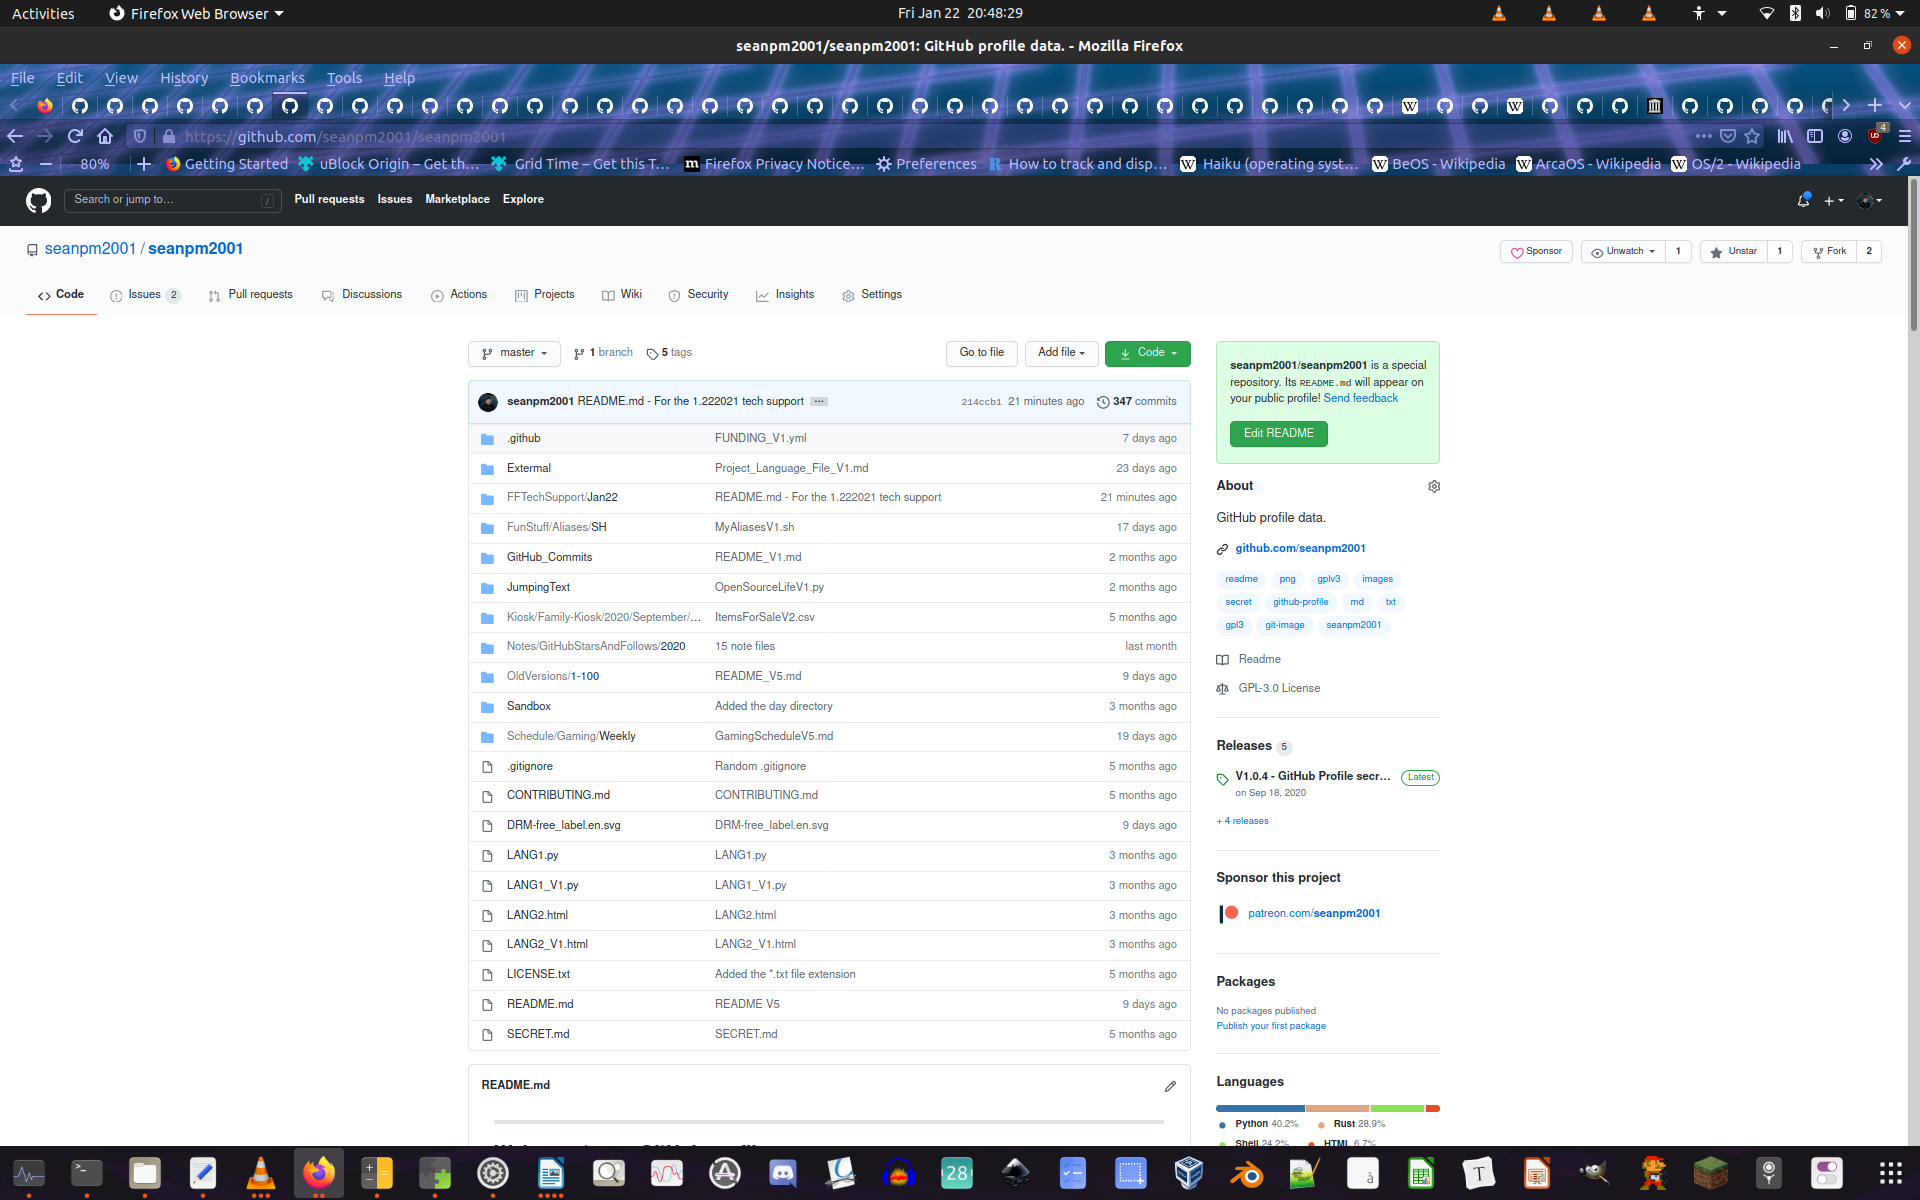 Activities Firefox Web Browser Fri Jan 22 20:48:29 82 %
seanpm2001/seanpm2001: GitHub profile data. - Mozilla Firefox
File Edit View History Bookmarks Tools Help
https://github.com/seanpm2001/seanpm2001 4
80% Getting Started uBlock Origin – Get th… Grid Time – Get this T… Firefox Privacy Notice… Preferences How to track and disp… Haiku (operating syst… BeOS - Wikipedia ArcaOS - Wikipedia OS/2 - Wikipedia
Search or jump to… / Pull requests Issues Marketplace Explore
seanpm2001 / seanpm2001 Sponsor Unwatch 1 Unstar 1 Fork 2
Code Issues 2 Pull requests Discussions Actions Projects Wiki Security Insights Settings
master 1 branch 5 tags Go to file Add file Code
seanpm2001 README.md - For the 1.222021 tech support ... 214ccb1 21 minutes ago 347 commits
.github FUNDING_V1.yml 7 days ago
Extermal Project_Language_File_V1.md 23 days ago
FFTechSupport/Jan22 README.md - For the 1.222021 tech support 21 minutes ago
FunStuff/Aliases/SH MyAliasesV1.sh 17 days ago
GitHub_Commits README_V1.md 2 months ago
JumpingText OpenSourceLifeV1.py 2 months ago
Kiosk/Family-Kiosk/2020/September/... ItemsForSaleV2.csv 5 months ago
Notes/GitHubStarsAndFollows/2020 15 note files last month
OldVersions/1-100 README_V5.md 9 days ago
Sandbox Added the day directory 3 months ago
Schedule/Gaming/Weekly GamingScheduleV5.md 19 days ago
.gitignore Random .gitignore 5 months ago
CONTRIBUTING.md CONTRIBUTING.md 5 months ago
DRM-free_label.en.svg DRM-free_label.en.svg 9 days ago
LANG1.py LANG1.py 3 months ago
LANG1_V1.py LANG1_V1.py 3 months ago
LANG2.html LANG2.html 3 months ago
LANG2_V1.html LANG2_V1.html 3 months ago
LICENSE.txt Added the *.txt file extension 5 months ago
README.md README V5 9 days ago
SECRET.md SECRET.md 5 months ago
README.md
seanpm2001/seanpm2001 is a special
repository. Its README.md will appear on
your public profile! Send feedback
Edit README
About
GitHub profile data.
github.com/seanpm2001
readme png gplv3 images
secret github-profile md txt
gpl3 git-image seanpm2001
Readme
GPL-3.0 License
Releases 5
V1.0.4 - GitHub Profile secr... Latest
on Sep 18, 2020
+ 4 releases
Sponsor this project
patreon.com/seanpm2001
Packages
No packages published
Publish your first package
Languages
Python 40.2% Rust 28.9%
Shell 24.2% HTML 6.7%
28